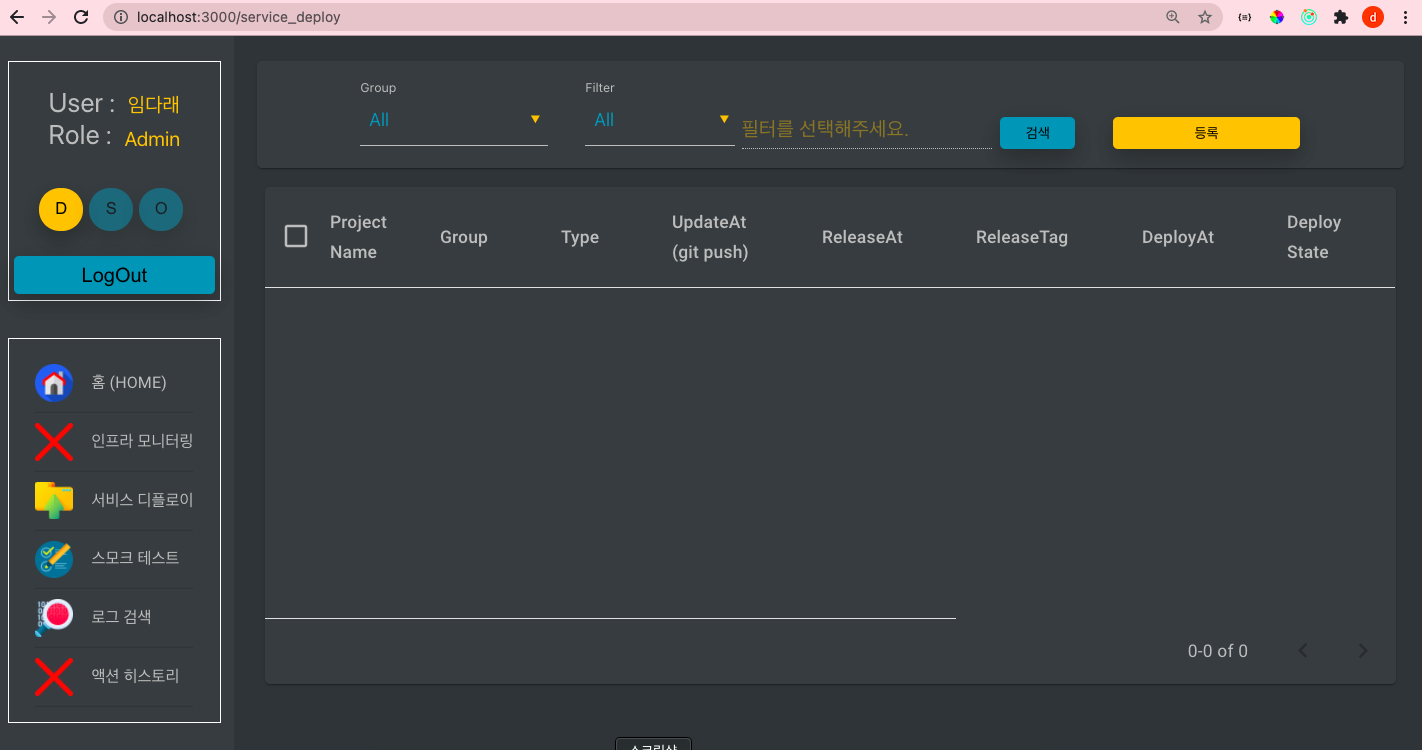 localhost:3000/service_deploy
d
User : 임다래
Role : Admin
D S O
LogOut
홈 (HOME)
인프라 모니터링
서비스 디플로이
스모크 테스트
로그 검색
액션 히스토리
Group Filter
All All 필터를 선택해주세요. 검색 등록
Project Name Group Type UpdateAt (git push) ReleaseAt ReleaseTag DeployAt Deploy State
0-0 of 0